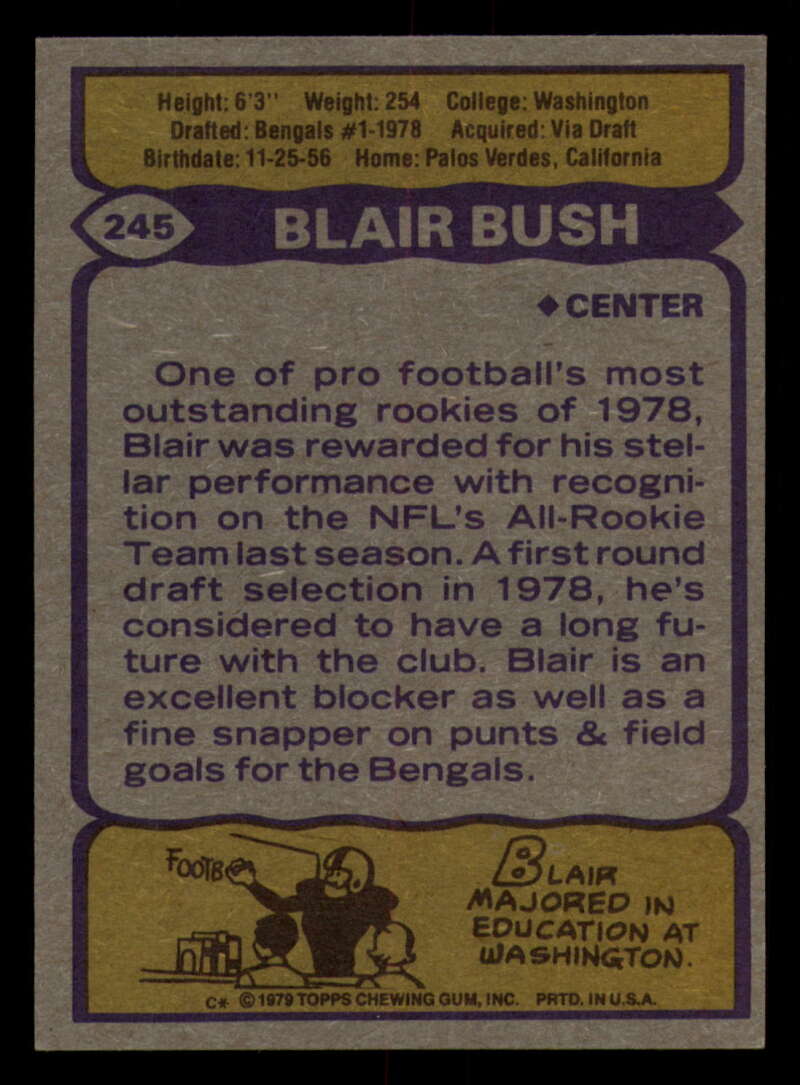 Height: 6'3" Weight: 254 College: Washington
Drafted: Bengals #1-1978 Acquired: Via Draft
Birthdate: 11-25-56 Home: Palos Verdes, California
245 BLAIR BUSH
♦ CENTER
One of pro football's most
outstanding rookies of 1978,
Blair was rewarded for his stel-
lar performance with recogni-
tion on the NFL's All-Rookie
Team last season. A first round
draft selection in 1978, he's
considered to have a long fu-
ture with the club. Blair is an
excellent blocker as well as a
fine snapper on punts & field
goals for the Bengals.
FOOTB
BLAIR
MAJORED IN
EDUCATION AT
WASHINGTON.
C* © 1979 TOPPS CHEWING GUM, INC. PRTD. IN U.S.A.